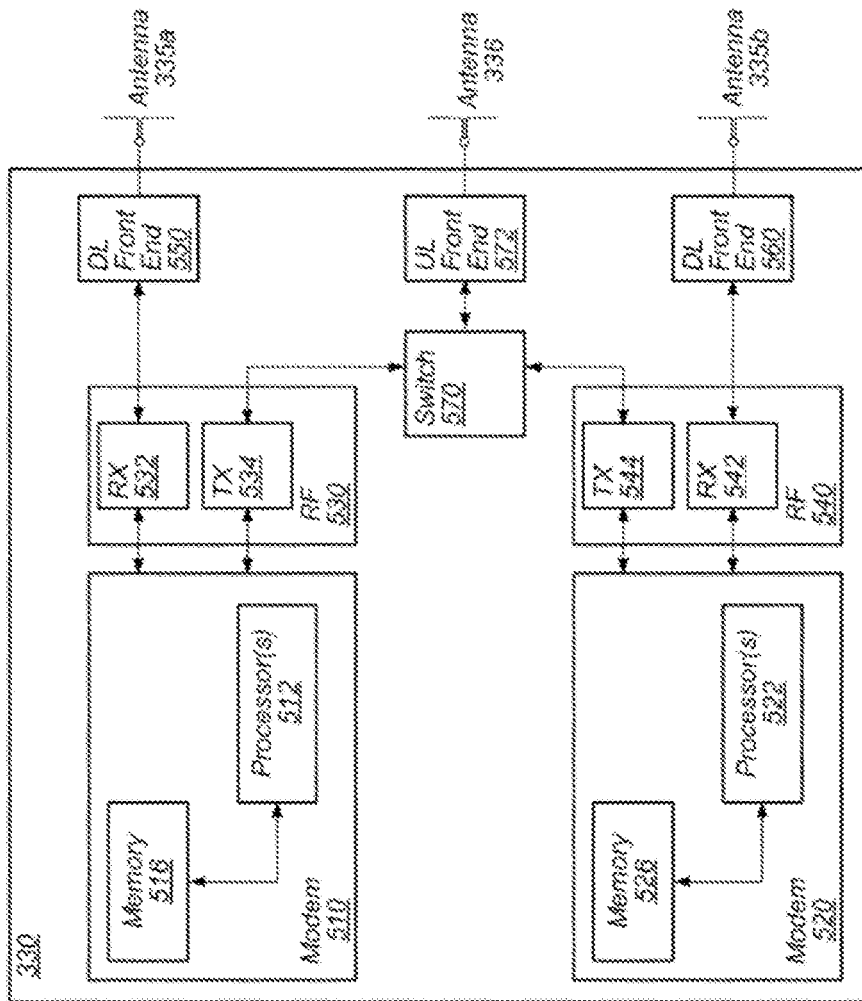 330
Antenna
335a
Antenna
336
Antenna
335b
DL
Front
End
550
UL
Front
End
572
DL
Front
End
560
Switch
570
RX
532
TX
534
RF
530
TX
544
RX
542
RF
540
Processor(s)
512
Memory
516
Modem
510
Processor(s)
522
Memory
526
Modem
520